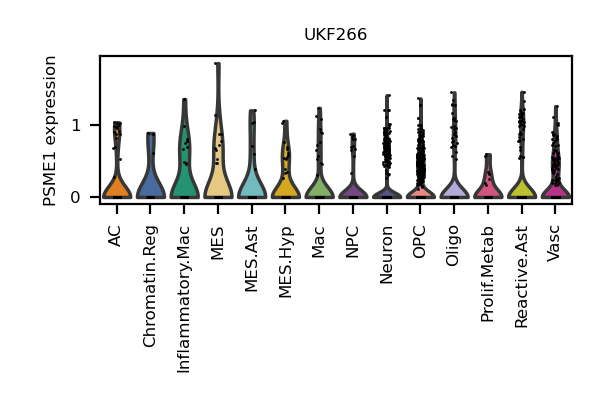 UKF266
PSME1 expression
1
0
AC
Chromatin.Reg
Inflammatory.Mac
MES
MES.Ast
MES.Hyp
Mac
NPC
Neuron
OPC
Oligo
Prolif.Metab
Reactive.Ast
Vasc